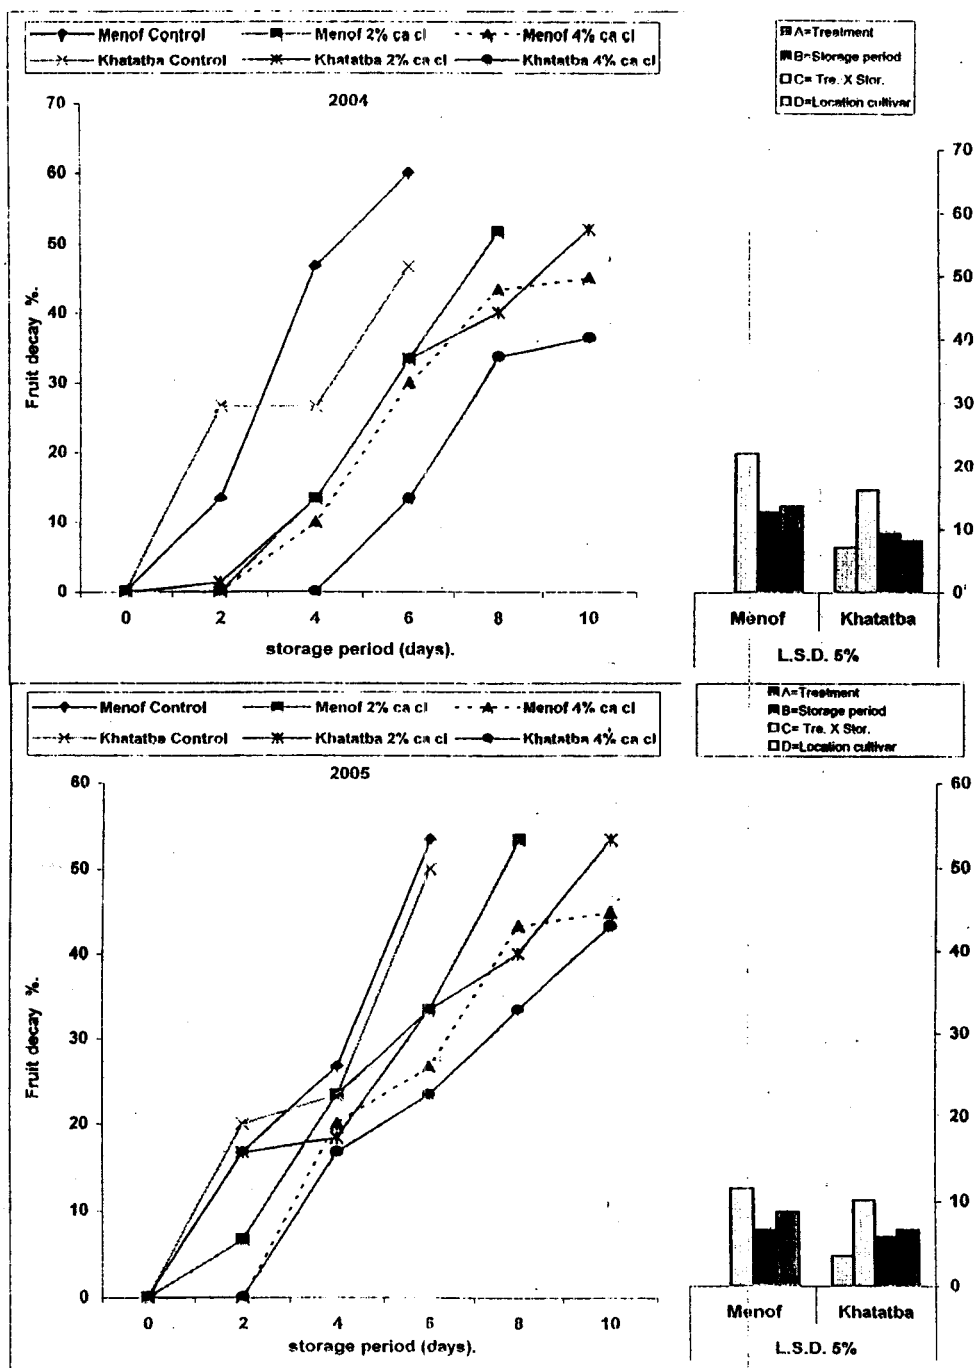 Menof Control Menof 2% ca cl Menof 4% ca cl
Khatatba Control Khatatba 2% ca cl Khatatba 4% ca cl
A=Treatment
B=Storage period
C= Tre. X Stor.
D=Location cultivar
2004
70
60
50
40
30
20
10
0
Fruit decay %.
0 2 4 6 8 10
storage period (days).
70
60
50
40
30
20
10
0
Menof Khatatba
L.S.D. 5%
Menof Control Menof 2% ca cl Menof 4% ca cl
Khatatba Control Khatatba 2% ca cl Khatatba 4% ca cl
A=Treatment
B=Storage period
C= Tre. X Stor.
D=Location cultivar
2005
60
50
40
30
20
10
0
Fruit decay %.
0 2 4 6 8 10
storage period (days).
60
50
40
30
20
10
0
Menof Khatatba
L.S.D. 5%